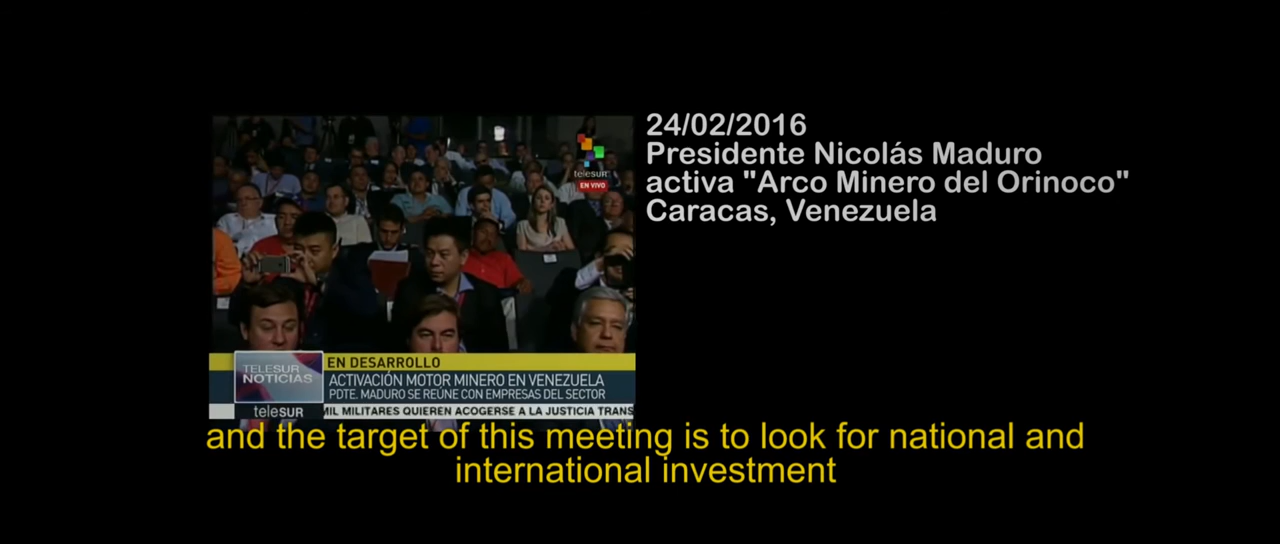 24/02/2016
Presidente Nicolás Maduro
activa "Arco Minero del Orinoco"
Caracas, Venezuela
telesur
EN VIVO
EN DESARROLLO
TELESUR
NOTICIAS
ACTIVACIÓN MOTOR MINERO EN VENEZUELA
PDTE. MADURO SE REÚNE CON EMPRESAS DEL SECTOR
teleSUR
MIL MILITARES QUIEREN ACOGERSE A LA JUSTICIA TRANS
and the target of this meeting is to look for national and
international investment